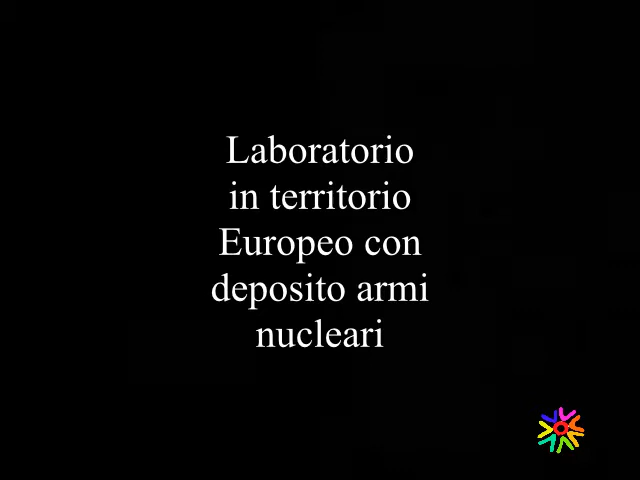 Laboratorio
in territorio
Europeo con
deposito armi
nucleari